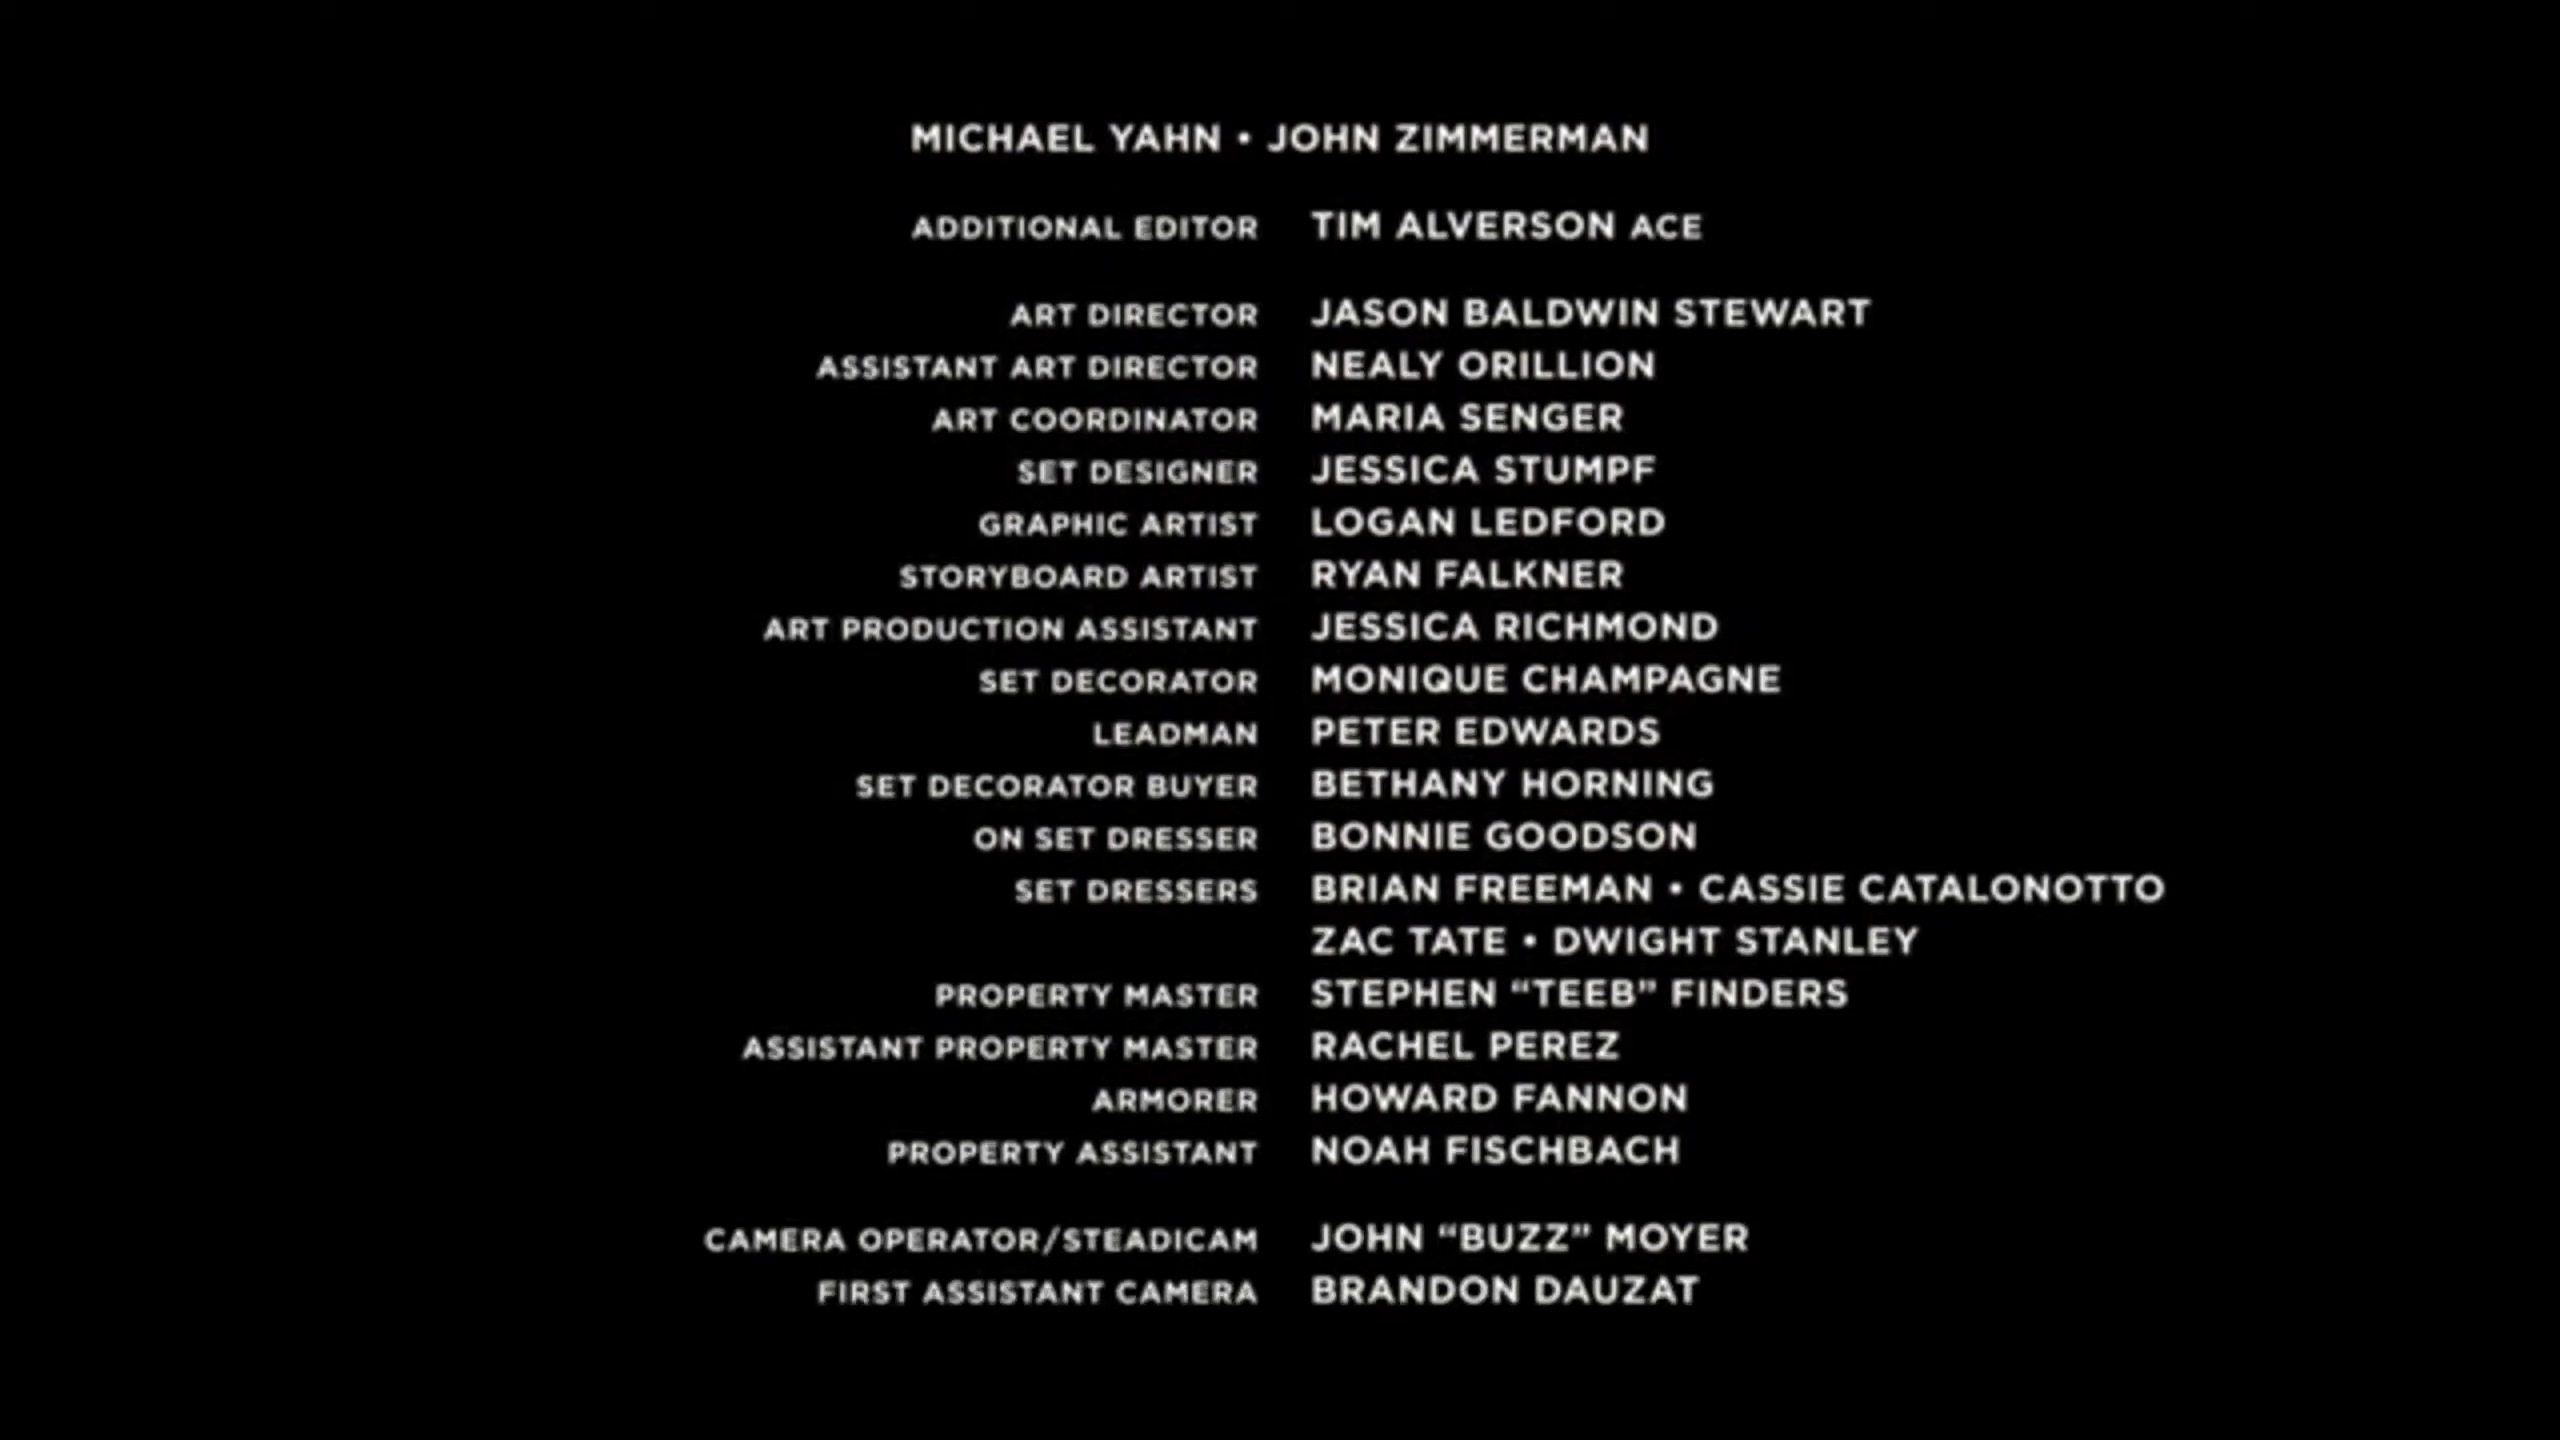 MICHAEL YAHN • JOHN ZIMMERMAN
ADDITIONAL EDITOR TIM ALVERSON ACE
ART DIRECTOR JASON BALDWIN STEWART
ASSISTANT ART DIRECTOR NEALY ORILLION
ART COORDINATOR MARIA SENGER
SET DESIGNER JESSICA STUMPF
GRAPHIC ARTIST LOGAN LEDFORD
STORYBOARD ARTIST RYAN FALKNER
ART PRODUCTION ASSISTANT JESSICA RICHMOND
SET DECORATOR MONIQUE CHAMPAGNE
LEADMAN PETER EDWARDS
SET DECORATOR BUYER BETHANY HORNING
ON SET DRESSER BONNIE GOODSON
SET DRESSERS BRIAN FREEMAN • CASSIE CATALONOTTO
ZAC TATE • DWIGHT STANLEY
PROPERTY MASTER STEPHEN “TEEB” FINDERS
ASSISTANT PROPERTY MASTER RACHEL PEREZ
ARMORER HOWARD FANNON
PROPERTY ASSISTANT NOAH FISCHBACH
CAMERA OPERATOR/STEADICAM JOHN “BUZZ” MOYER
FIRST ASSISTANT CAMERA BRANDON DAUZAT